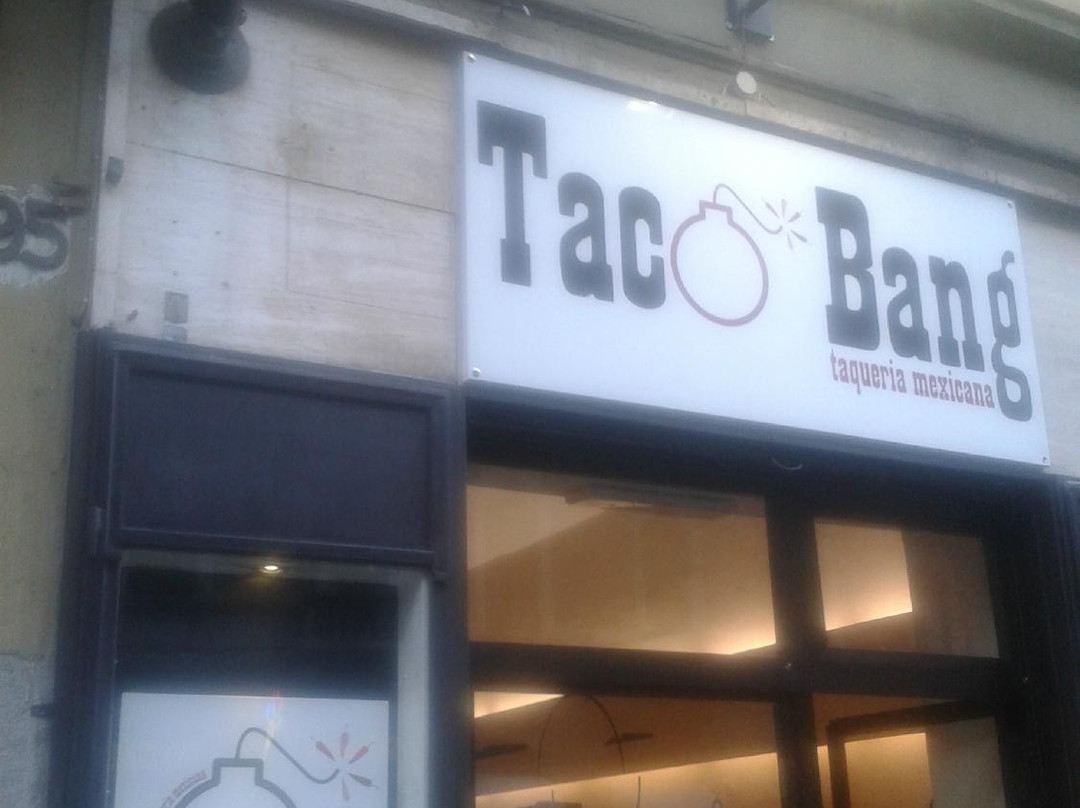 95
Taco Bang
taqueria mexicana